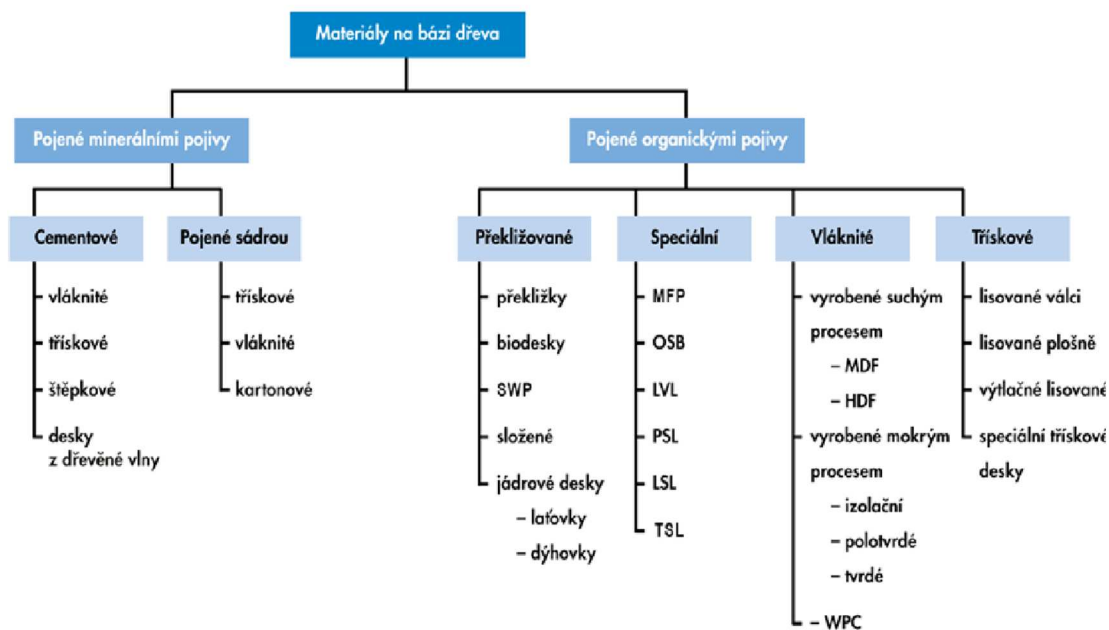 Materiály na bázi dřeva
Pojené minerálními pojivy
Pojené organickými pojivy
Cementové
Pojené sádrou
Překližované
Speciální
Vláknité
Třískové
vláknité
třískové
štěpkové
desky
z dřevěné vlny
třískové
vláknité
kartonové
překližky
biodesky
SWP
složené
jádrové desky
– laťovky
– dýhovky
MFP
OSB
LVL
PSL
LSL
TSL
vyrobené suchým
procesem
– MDF
– HDF
vyrobené mokrým
procesem
– izolační
– polotvrdé
– tvrdé
– WPC
lisované válci
lisované plošně
výtlačné lisované
speciální třískové
desky